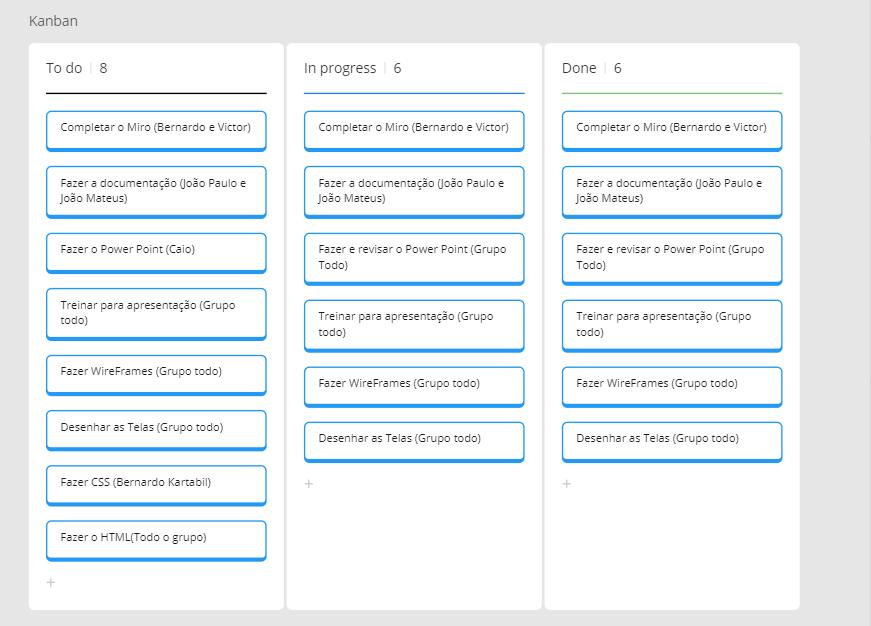 Kanban
To do | 8
Completar o Miro (Bernardo e Victor)
Fazer a documentação (João Paulo e
João Mateus)
Fazer o Power Point (Caio)
Treinar para apresentação (Grupo
todo)
Fazer WireFrames (Grupo todo)
Desenhar as Telas (Grupo todo)
Fazer CSS (Bernardo Kartabil)
Fazer o HTML(Todo o grupo)
+
In progress | 6
Completar o Miro (Bernardo e Victor)
Fazer a documentação (João Paulo e
João Mateus)
Fazer e revisar o Power Point (Grupo
Todo)
Treinar para apresentação (Grupo
todo)
Fazer WireFrames (Grupo todo)
Desenhar as Telas (Grupo todo)
+
Done | 6
Completar o Miro (Bernardo e Victor)
Fazer a documentação (João Paulo e
João Mateus)
Fazer e revisar o Power Point (Grupo
Todo)
Treinar para apresentação (Grupo
todo)
Fazer WireFrames (Grupo todo)
Desenhar as Telas (Grupo todo)
+